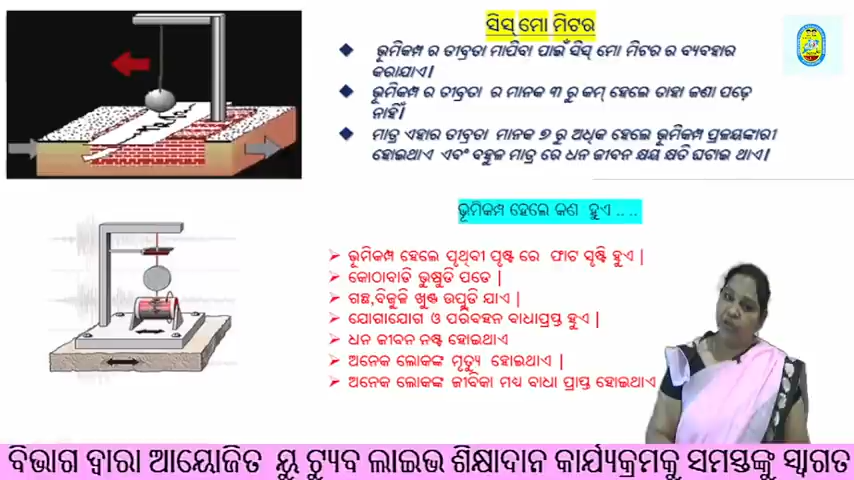 ସିସ୍ ମୋ ମିଟର
ଭୂମିକମ୍ପ ର ତୀବ୍ରତା ମାପିବା ପାଇଁ ସିସ୍ ମୋ ମିଟର ର ବ୍ୟବହାର
କରାଯାଏ।
ଭୂମିକମ୍ପ ର ତୀବ୍ରତା ର ମାନକ ୩ ରୁ କମ୍ ହେଲେ ତାହା ଜଣା ପଡ଼େ
ନାହିଁ।
ମାତ୍ର ଏହାର ତୀବ୍ରତା ମାନକ ୭ ରୁ ଅଧିକ ହେଲେ ଭୂମିକମ୍ପ ପ୍ରଳୟଙ୍କାରୀ
ହୋଇଥାଏ ଏବଂ ବହୁଳ ମାତ୍ର ରେ ଧନ ଜୀବନ କ୍ଷୟ କ୍ଷତି ଘଟାଇ ଥାଏ।
ଭୂମିକମ୍ପ ହେଲେ କଣ ହୁଏ .. ..
ଭୂମିକମ୍ପ ହେଲେ ପୃଥିବୀ ପୃଷ୍ଟ ରେ ଫାଟ ସୃଷ୍ଟି ହୁଏ |
କୋଠାବାଡି ଭୁଷୁଡି ପଡେ |
ଗଛ,ବିଜୁଳି ଖୁଣ୍ଟ ଉପୁଡି ଯାଏ |
ଯୋଗାଯୋଗ ଓ ପରିବହନ ବାଧାପ୍ରାପ୍ତ ହୁଏ |
ଧନ ଜୀବନ ନଷ୍ଟ ହୋଇଥାଏ
ଅନେକ ଲୋକଙ୍କ ମୃତ୍ୟୁ ହୋଇଥାଏ |
ଅନେକ ଲୋକଙ୍କ ଜୀବିକା ମଧ୍ୟ ବାଧା ପ୍ରାପ୍ତ ହୋଇଥାଏ
ବିଭାଗ ଦ୍ୱାରା ଆୟୋଜିତ ୟୁ ଟ୍ୟୁବ ଲାଇଭ ଶିକ୍ଷାଦାନ କାର୍ଯ୍ୟକ୍ରମକୁ ସମସ୍ତଙ୍କୁ ସ୍ୱାଗତ